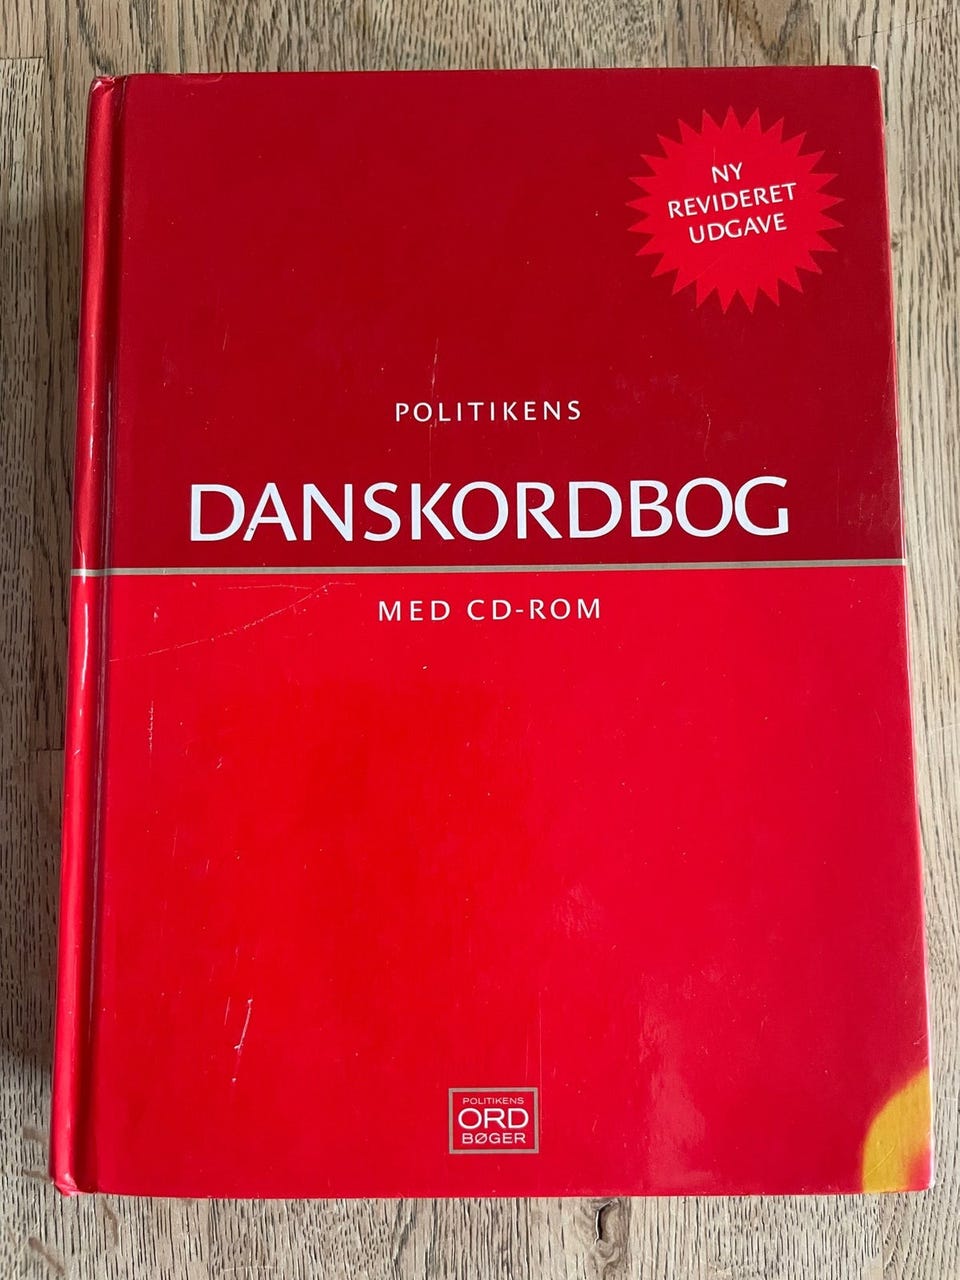 NY
REVIDERET
UDGAVE
POLITIKENS
DANSKORDBOG
MED CD-ROM
POLITIKENS
ORD
BØGER